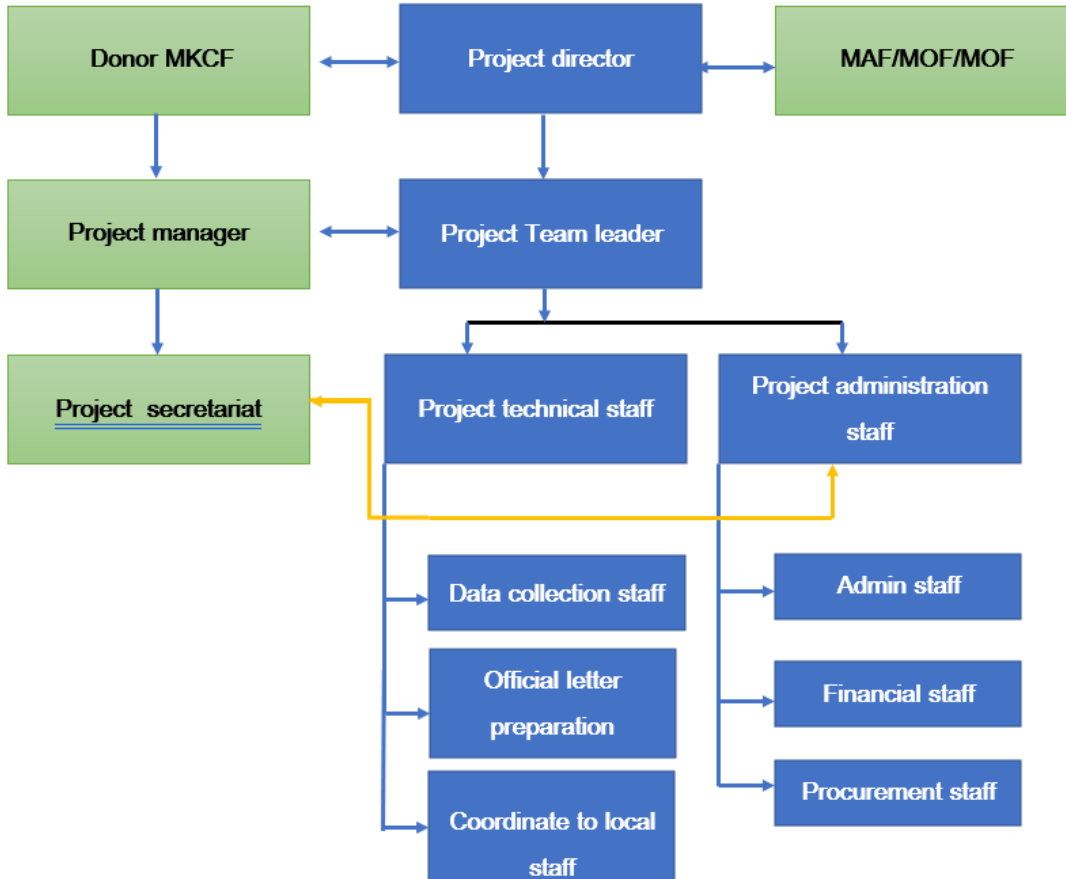 Donor MKCF
Project director
MAF/MOF/MOF
Project manager
Project Team leader
Project secretariat
Project technical staff
Project administration
staff
Data collection staff
Admin staff
Official letter
preparation
Financial staff
Procurement staff
Coordinate to local
staff